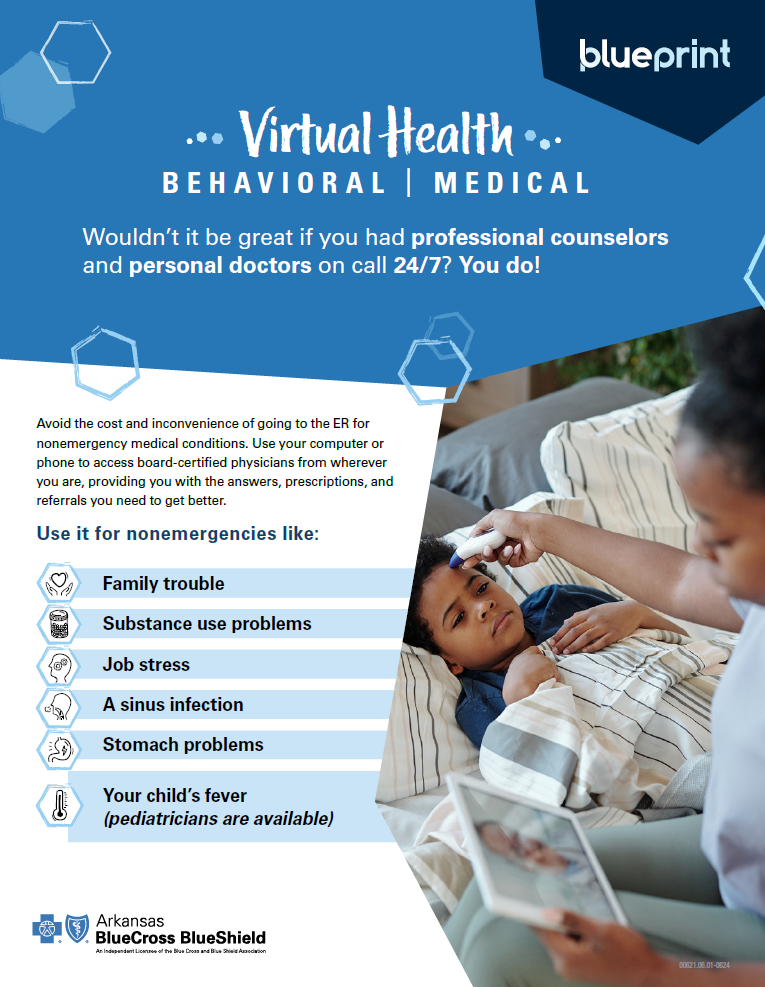 blueprint
Virtual Health
BEHAVIORAL | MEDICAL
Wouldn’t it be great if you had professional counselors
and personal doctors on call 24/7? You do!
Avoid the cost and inconvenience of going to the ER for
nonemergency medical conditions. Use your computer or
phone to access board-certified physicians from wherever
you are, providing you with the answers, prescriptions, and
referrals you need to get better.
Use it for nonemergencies like:
Family trouble
Substance use problems
Job stress
A sinus infection
Stomach problems
Your child’s fever
(pediatricians are available)
Arkansas
BlueCross BlueShield
An Independent Licensee of the Blue Cross and Blue Shield Association
00621.06.01-0624